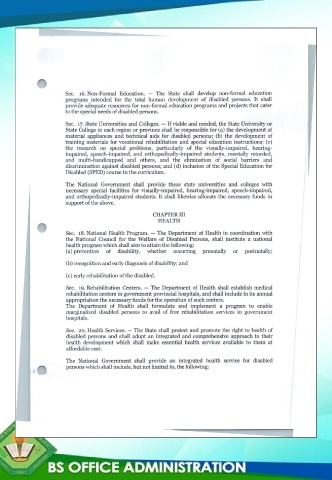 Sec. 16. Non-Formal Education. — The State shall develop non-formal education
programs intended for the total human development of disabled persons. It shall
provide adequate resources for non-formal education programs and projects that cater
to the special needs of disabled persons.
Sec. 17. State Universities and Colleges. — If viable and needed, the State University or
State College in each region or province shall be responsible for (a) the development of
material appliances and technical aids for disabled persons; (b) the development of
training materials for vocational rehabilitation and special education instructions; (c)
the research on special problems, particularly of the visually-impaired, hearing-
impaired, speech-impaired, and orthopedically-impaired students, mentally retarded,
and multi-handicapped and others, and the elimination of social barriers and
discrimination against disabled persons; and (d) inclusion of the Special Education for
Disabled (SPED) course in the curriculum.
The National Government shall provide these state universities and colleges with
necessary special facilities for visually-impaired, hearing-impaired, speech-impaired,
and orthopedically-impaired students. It shall likewise allocate the necessary funds in
support of the above.
CHAPTER III
HEALTH
Sec. 18. National Health Program. — The Department of Health in coordination with
the National Council for the Welfare of Disabled Persons, shall institute a national
health program which shall aim to attain the following:
(a) prevention of disability, whether occurring prenatally or postnatally;
(b) recognition and early diagnosis of disability; and
(c) early rehabilitation of the disabled.
Sec. 19. Rehabilitation Centers. — The Department of Health shall establish medical
rehabilitation centers in government provincial hospitals, and shall include in its annual
appropriation the necessary funds for the operation of such centers.
The Department of Health shall formulate and implement a program to enable
marginalized disabled persons to avail of free rehabilitation services in government
hospitals.
Sec. 20. Health Services. — The State shall protect and promote the right to health of
disabled persons and shall adopt an integrated and comprehensive approach to their
health development which shall make essential health services available to them at
affordable cost.
The National Government shall provide an integrated health service for disabled
persons which shall include, but not limited to, the following:
BS OFFICE ADMINISTRATION